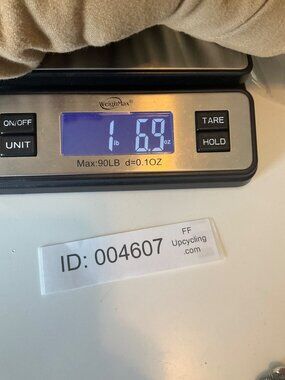 WeighMax®
ON/OFF
UNIT
1 lb 6.9 oz
TARE
HOLD
Max:90LB d=0.1OZ
ID: 004607
FF
Upcycling
.com